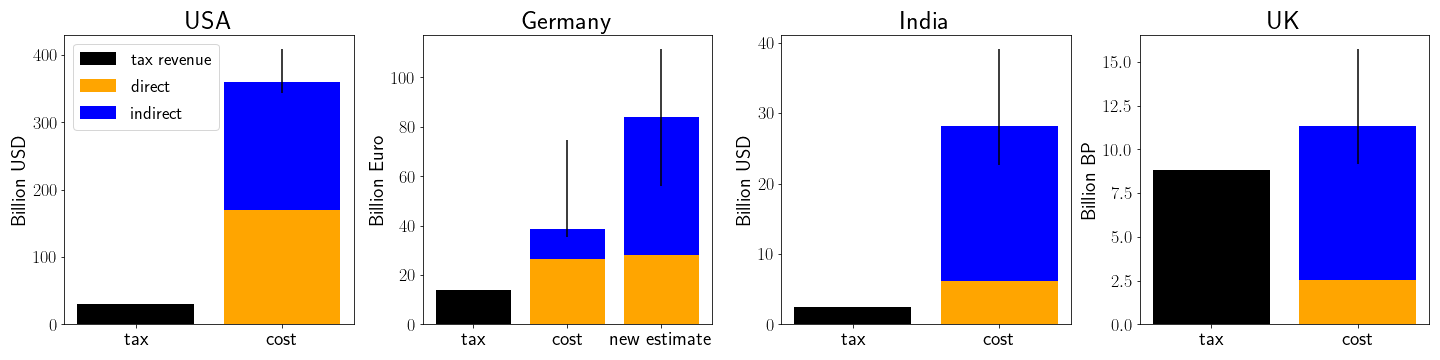 USA
Billion USD
400
300
200
100
0
tax revenue
direct
indirect
tax cost
Germany
Billion Euro
100
80
60
40
20
0
tax cost new estimate
India
Billion USD
40
30
20
10
0
tax cost
UK
Billion BP
15.0
12.5
10.0
7.5
5.0
2.5
0.0
tax cost